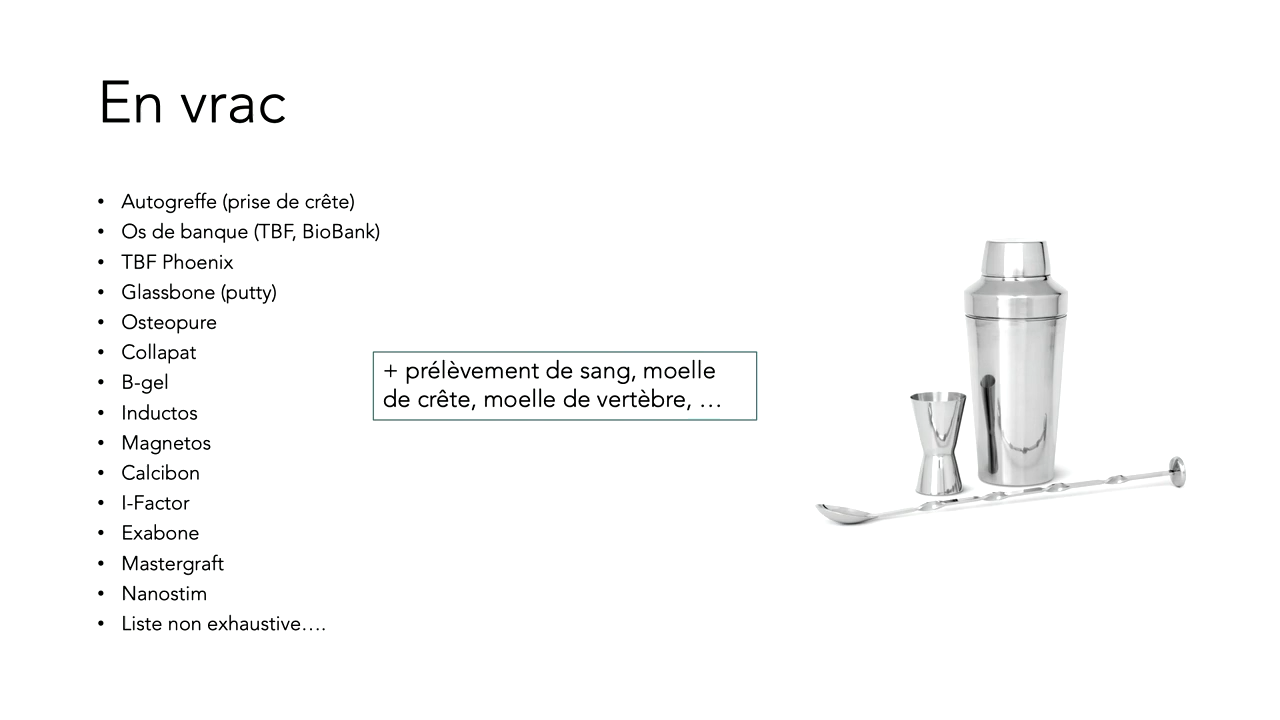 En vrac
• Autogreffe (prise de crête)
• Os de banque (TBF, BioBank)
• TBF Phoenix
• Glassbone (putty)
• Osteopure
• Collapat
• B-gel
• Inductos
• Magnetos
• Calcibon
• I-Factor
• Exabone
• Mastergraft
• Nanostim
• Liste non exhaustive….
+ prélèvement de sang, moelle
de crête, moelle de vertèbre, …